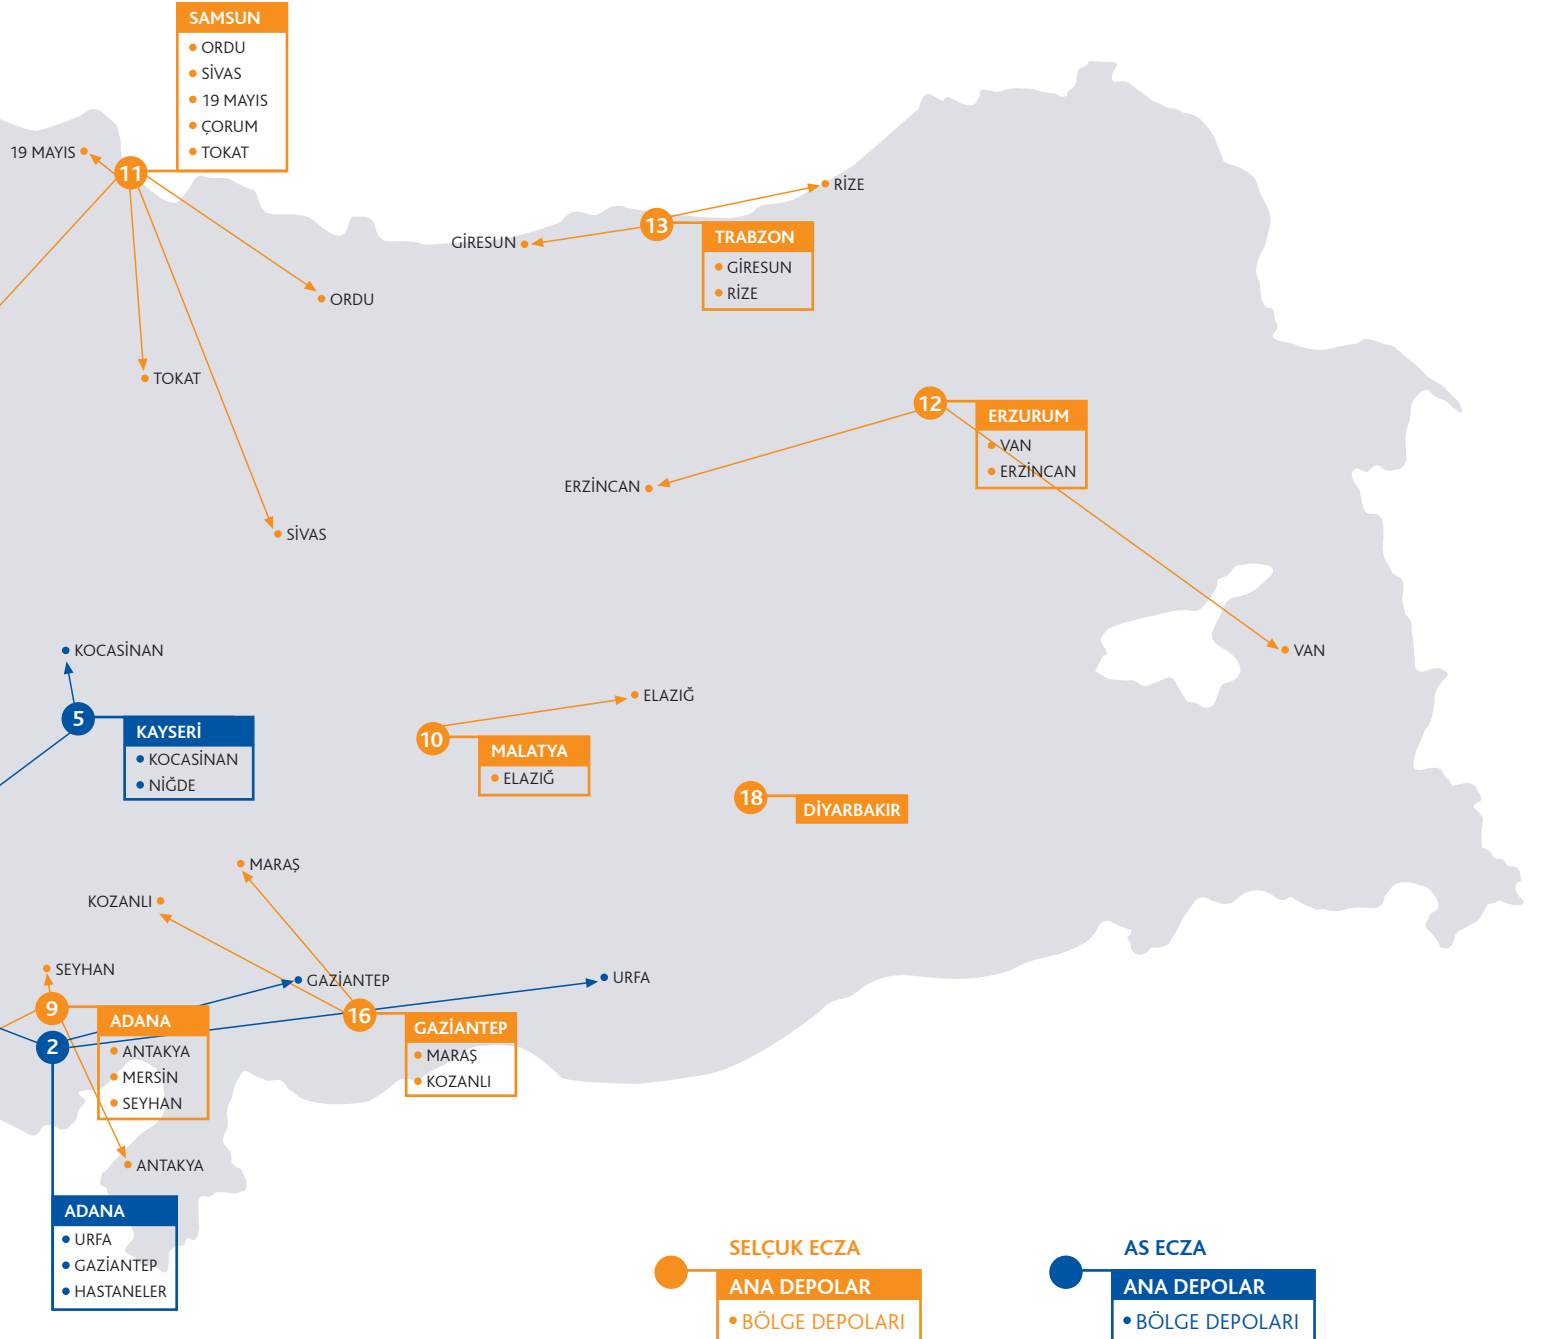 SAMSUN
ORDU
SİVAS
19 MAYIS
ÇORUM
TOKAT
19 MAYIS
11
RİZE
13
GİRESUN
TRABZON
GİRESUN
RİZE
ORDU
TOKAT
12
ERZURUM
VAN
ERZİNCAN
ERZİNCAN
SİVAS
KOCASİNAN
VAN
ELAZIĞ
5
KAYSERİ
KOCASİNAN
NİĞDE
10
MALATYA
ELAZIĞ
18
DİYARBAKIR
MARAŞ
KOZANLI
SEYHAN
GAZİANTEP
URFA
9
ADANA
ANTAKYA
MERSİN
SEYHAN
16
GAZİANTEP
MARAŞ
KOZANLI
2
ANTAKYA
ADANA
URFA
GAZİANTEP
HASTANELER
SELÇUK ECZA
ANA DEPOLAR
BÖLGE DEPOLARI
AS ECZA
ANA DEPOLAR
BÖLGE DEPOLARI